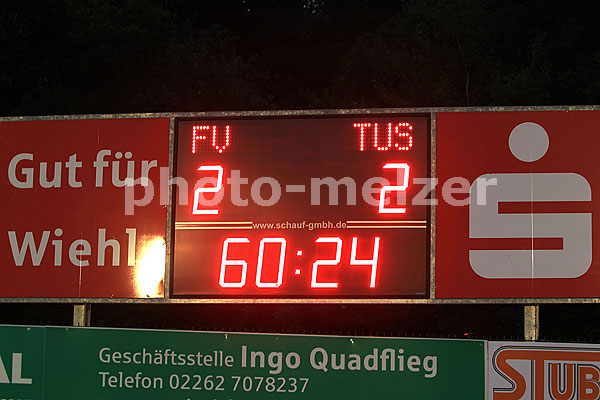 FV TUS
2 2
www.schauf-gmbh.de
60:24
Gut für
Wiehl
photo-melzer
AL
Geschäftsstelle Ingo Quadflieg
Telefon 02262 7078237
STUB